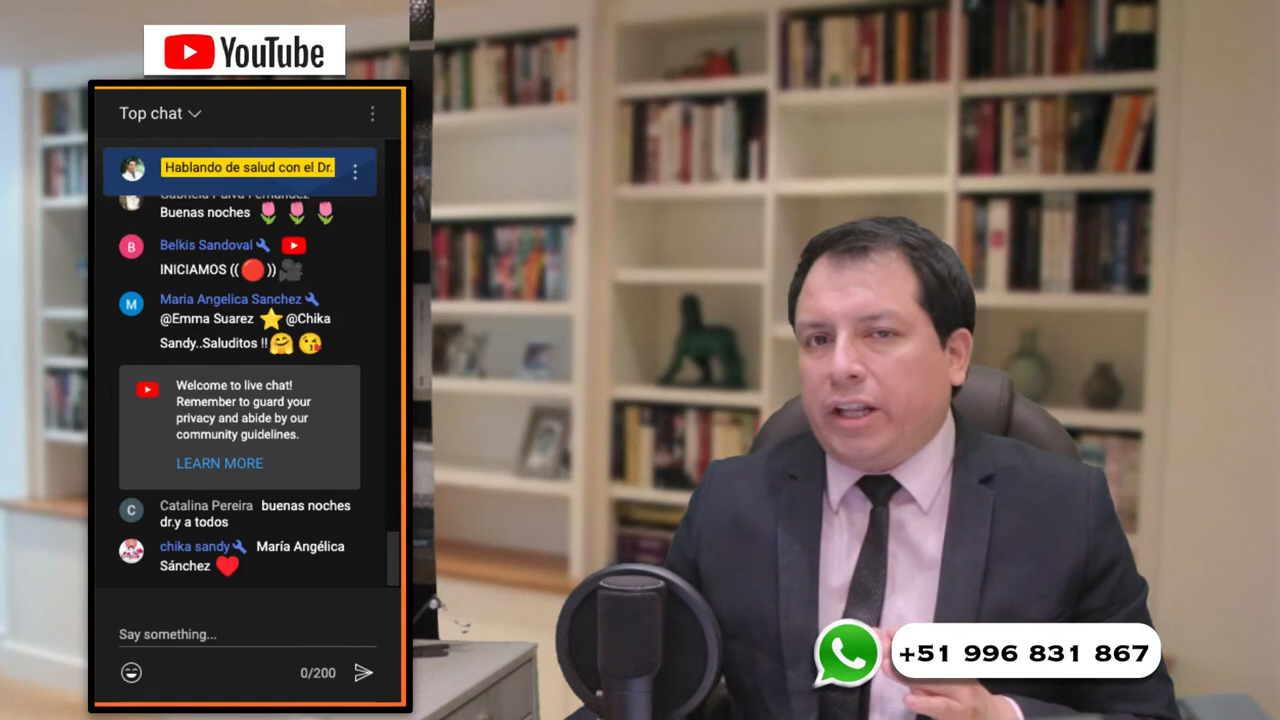 YouTube
Top chat
Hablando de salud con el Dr.
Buenas noches
B
Belkis Sandoval
INICIAMOS (( ))
M
Maria Angelica Sanchez
@Emma Suarez @Chika
Sandy..Saluditos !!
Welcome to live chat!
Remember to guard your
privacy and abide by our
community guidelines.
LEARN MORE
C
Catalina Pereira buenas noches
dr.y a todos
chika sandy María Angélica
Sánchez
Say something...
0/200
+51 996 831 867